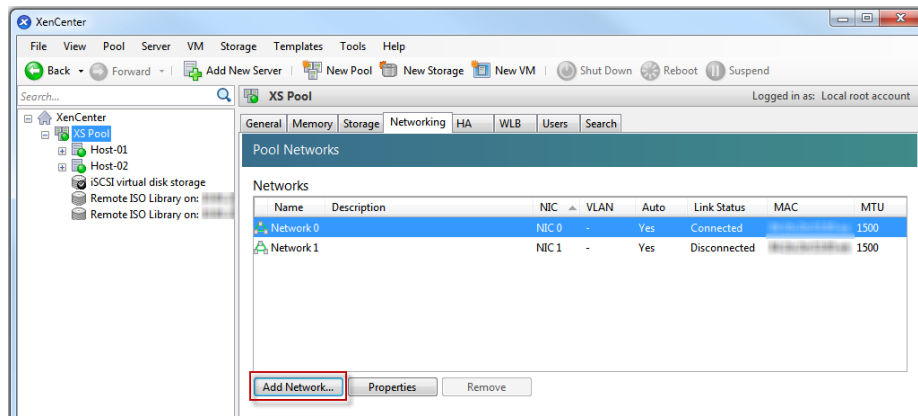 XenCenter
File View Pool Server VM Storage Templates Tools Help
Back Forward Add New Server New Pool New Storage New VM Shut Down Reboot Suspend
Search... XS Pool Logged in as: Local root account
XenCenter
XS Pool
Host-01
Host-02
iSCSI virtual disk storage
Remote ISO Library on:
Remote ISO Library on:
General Memory Storage Networking HA WLB Users Search
Pool Networks
Networks
Name Description NIC VLAN Auto Link Status MAC MTU
Network 0 NIC 0 - Yes Connected 1500
Network 1 NIC 1 - Yes Disconnected 1500
Add Network... Properties Remove